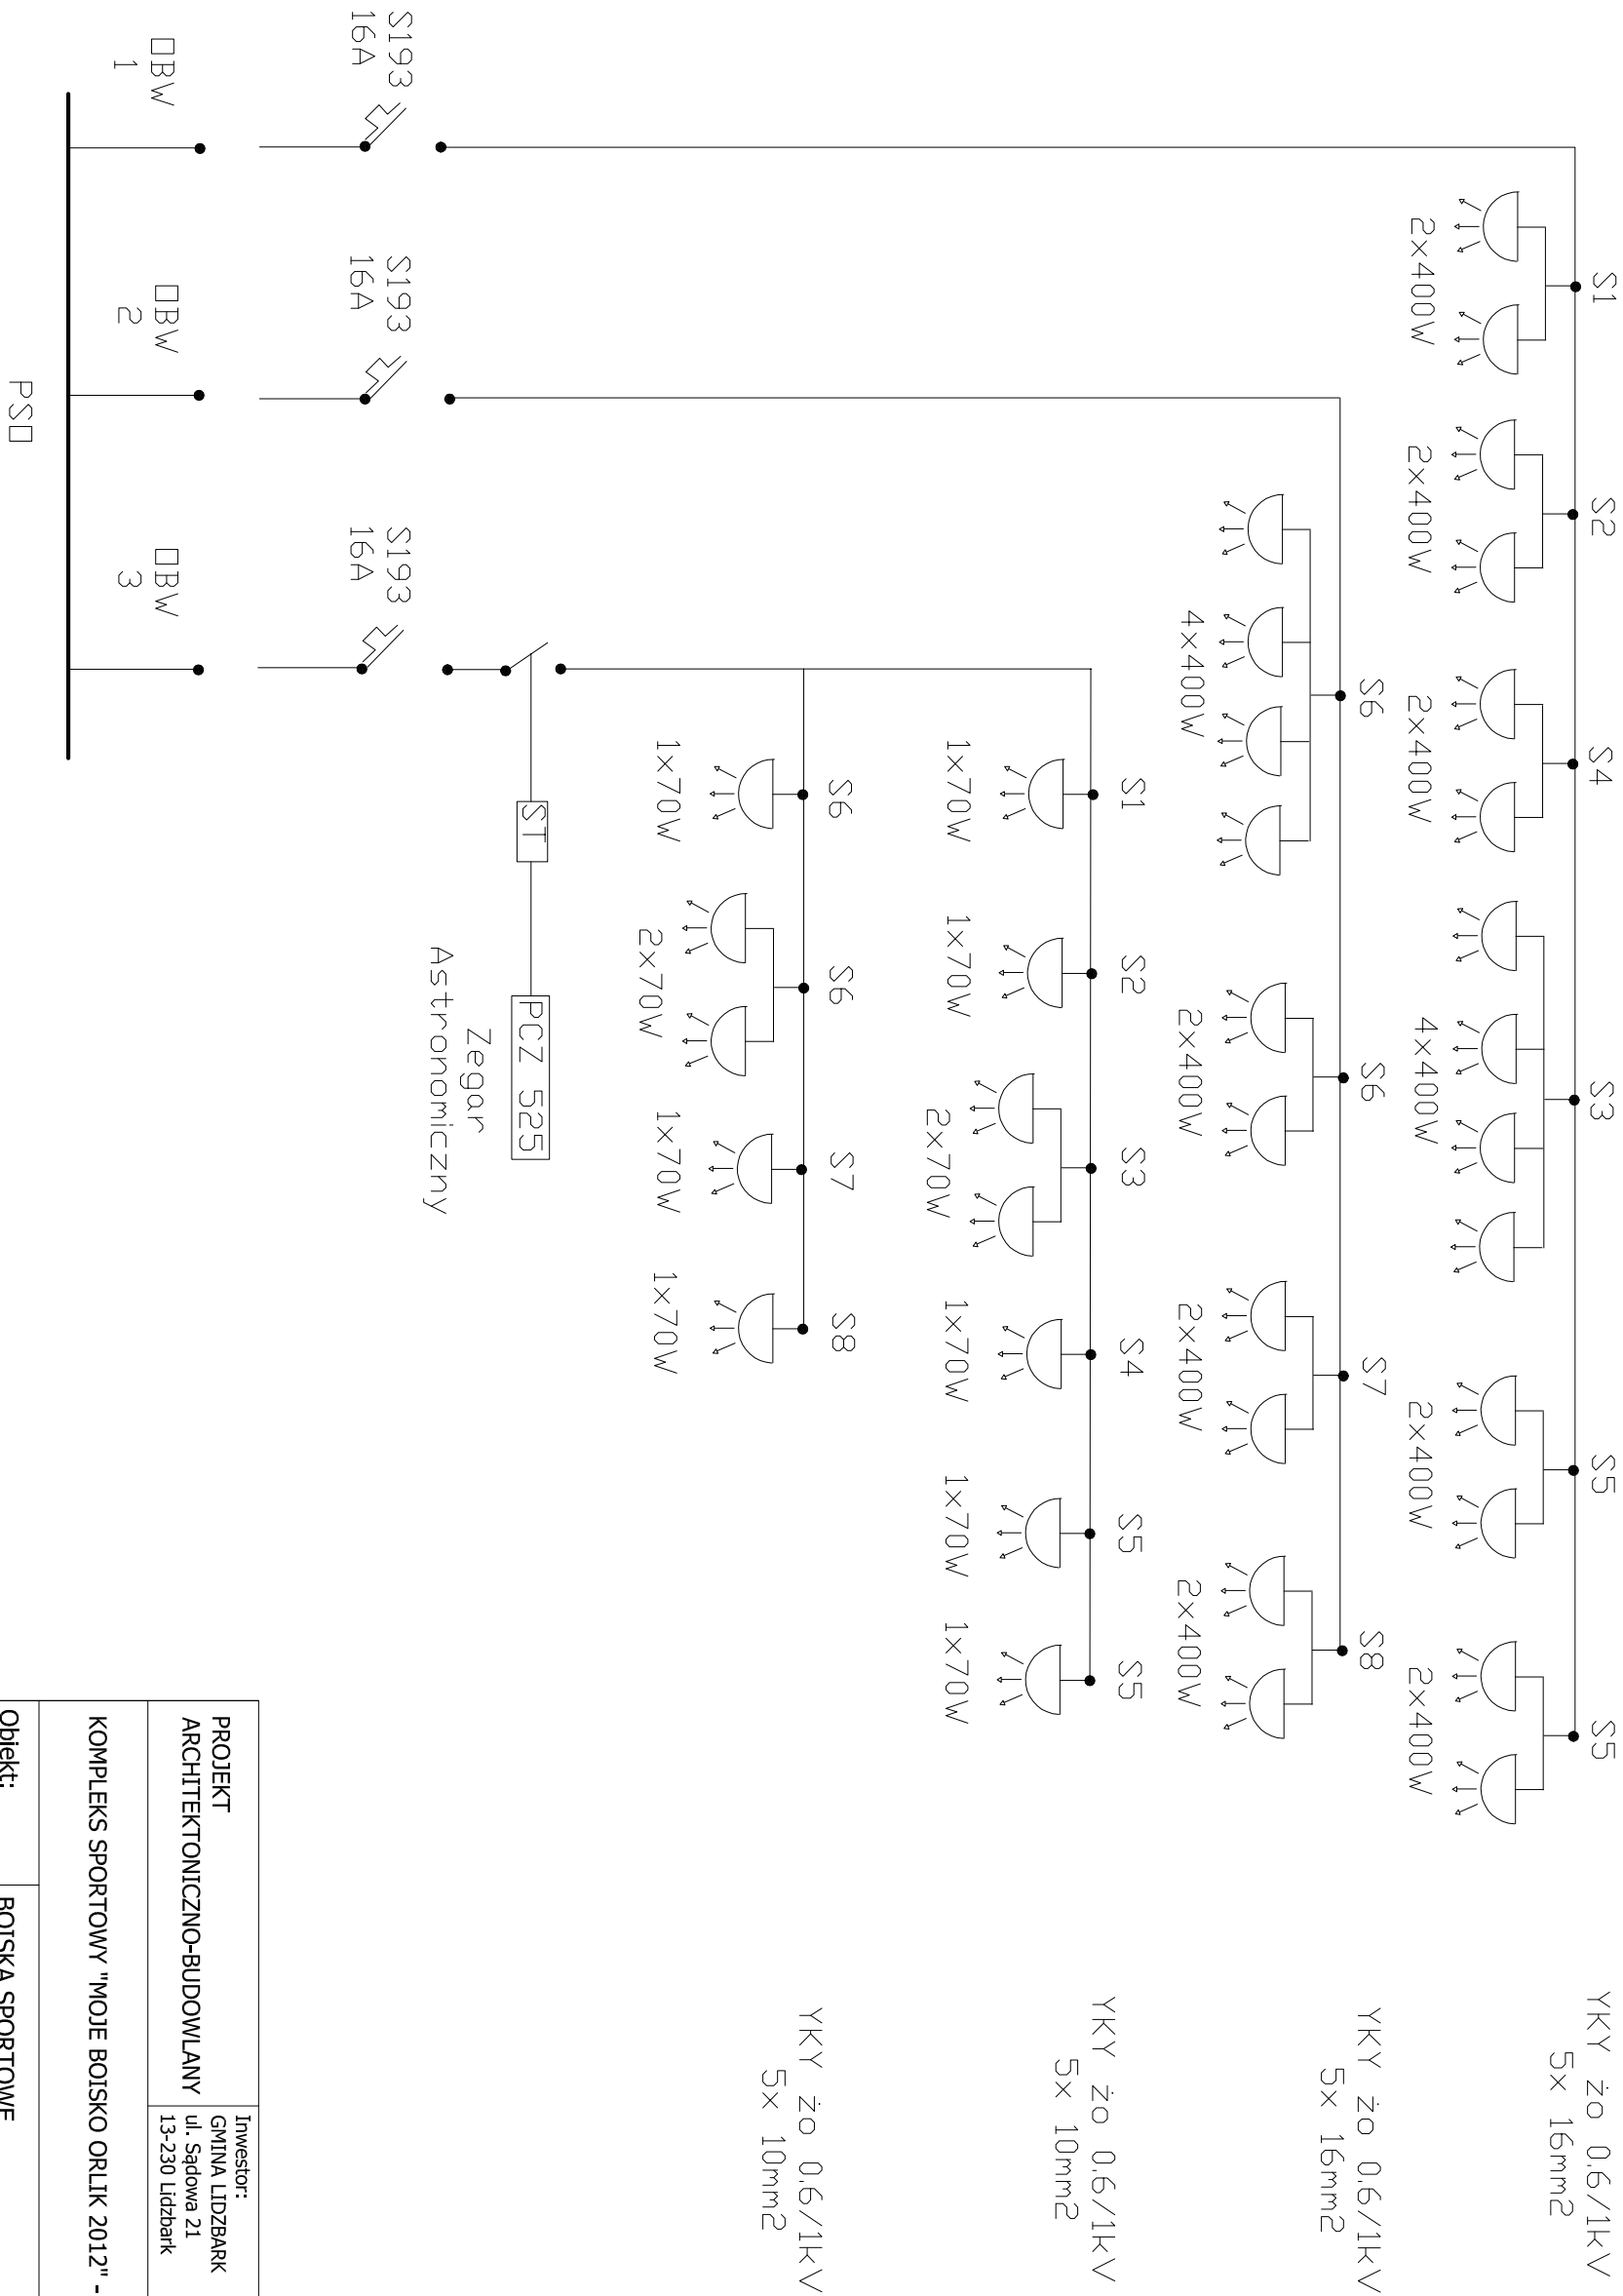 S1
S2
S4
S3
S5
S5
2x400W
2x400W
2x400W
4x400W
2x400W
2x400W
YKY żo 0.6/1kV
5x 16mm2
S6
S6
S7
S8
4x400W
2x400W
2x400W
2x400W
YKY żo 0.6/1kV
5x 16mm2
S1
S2
S3
S4
S5
S5
1x70W
1x70W
2x70W
1x70W
1x70W
1x70W
YKY żo 0.6/1kV
5x 10mm2
S6
S6
S7
S8
1x70W
2x70W
1x70W
1x70W
YKY żo 0.6/1kV
5x 10mm2
ST
PCZ 525
Zegar
Astronomiczny
S193
16A
S193
16A
S193
16A
OBW
1
OBW
2
OBW
3
PSO
PROJEKT
ARCHITEKTONICZNO-BUDOWLANY
Inwestor:
GMINA LIDZBARK
ul. Sądowa 21
13-230 Lidzbark
KOMPLEKS SPORTOWY "MOJE BOISKO ORLIK 2012" -
Obiekt:
BOISKA SPORTOWE